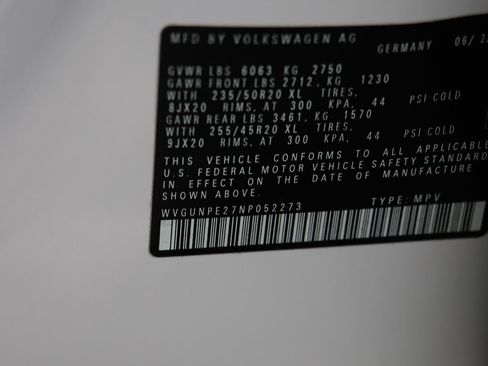 MFD BY VOLKSWAGEN AG
GERMANY 06/2
GVWR LBS 6063 KG 2750
GAWR FRONT LBS 2712, KG 1230
WITH 235/50R20 XL TIRES,
8JX20 RIMS, AT 300 KPA, 44 PSI COLD
GAWR REAR LBS 3461, KG 1570
WITH 255/45R20 XL TIRES,
9JX20 RIMS, AT 300 KPA, 44 PSI COLD
THIS VEHICLE CONFORMS TO ALL APPLICABLE
U.S. FEDERAL MOTOR VEHICLE SAFETY STANDARD
IN EFFECT ON THE DATE OF MANUFACTURE
SHOWN ABOVE.
WVGUNPE27NP052273 TYPE: MPV